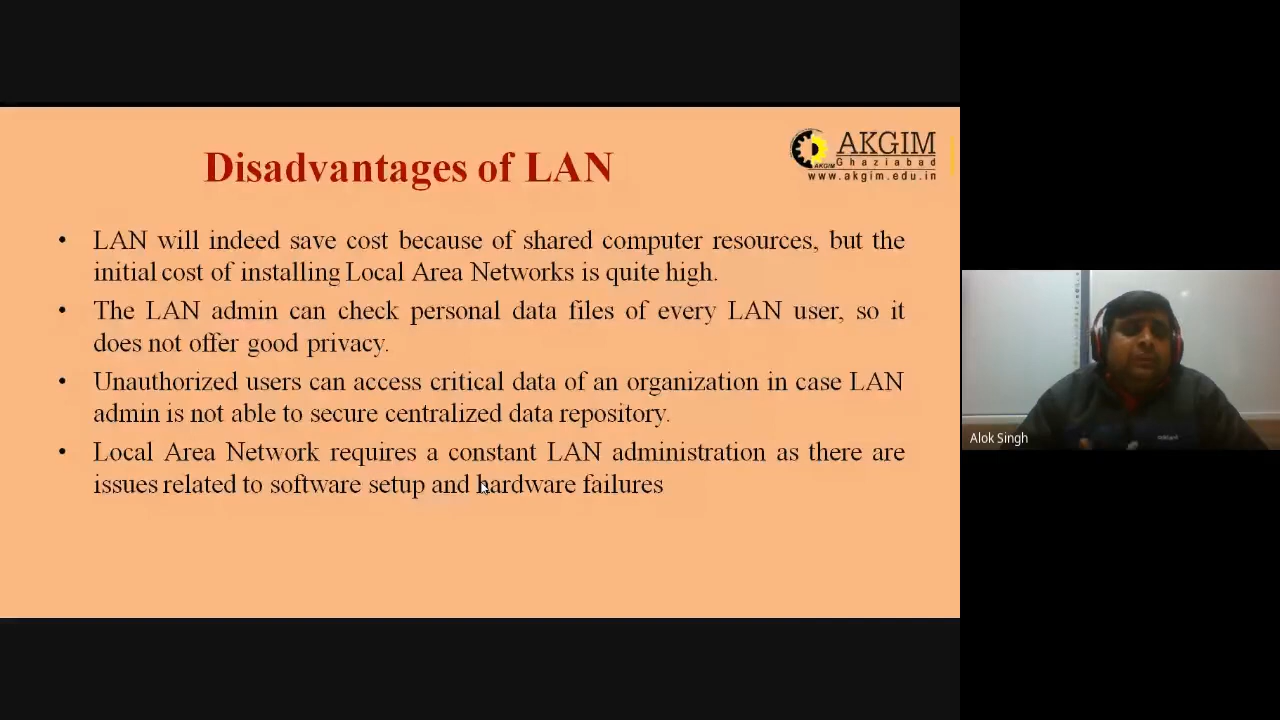 Disadvantages of LAN
AKGIM
Ghaziabad
AKGIM
www.akgim.edu.in
• LAN will indeed save cost because of shared computer resources, but the
initial cost of installing Local Area Networks is quite high.
• The LAN admin can check personal data files of every LAN user, so it
does not offer good privacy.
• Unauthorized users can access critical data of an organization in case LAN
admin is not able to secure centralized data repository.
• Local Area Network requires a constant LAN administration as there are
issues related to software setup and hardware failures
Alok Singh